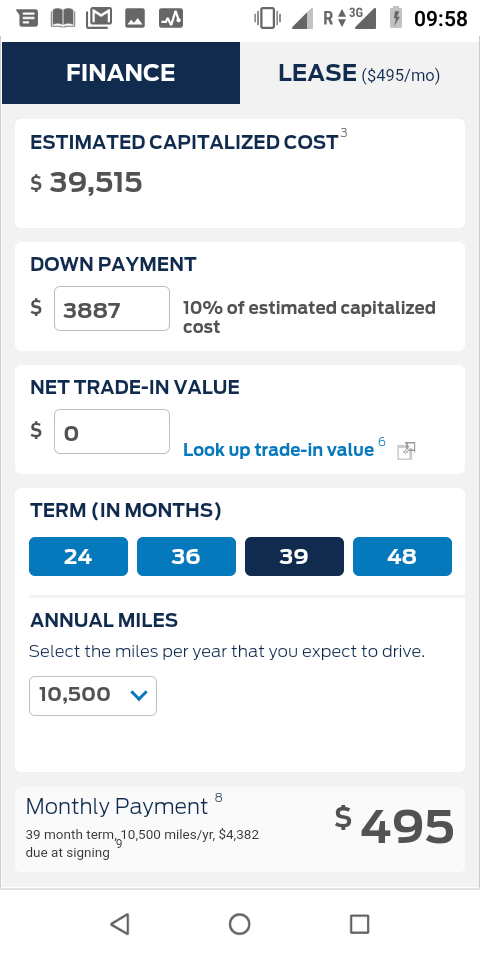 R 3G 09:58
FINANCE
LEASE ($495/mo)
ESTIMATED CAPITALIZED COST 3
$ 39,515
DOWN PAYMENT
$ 3887
10% of estimated capitalized
cost
NET TRADE-IN VALUE
$ 0
Look up trade-in value 6
TERM (IN MONTHS)
24 36 39 48
ANNUAL MILES
Select the miles per year that you expect to drive.
10,500
Monthly Payment 8
39 month term, 10,500 miles/yr, $4,382
due at signing 9
$ 495